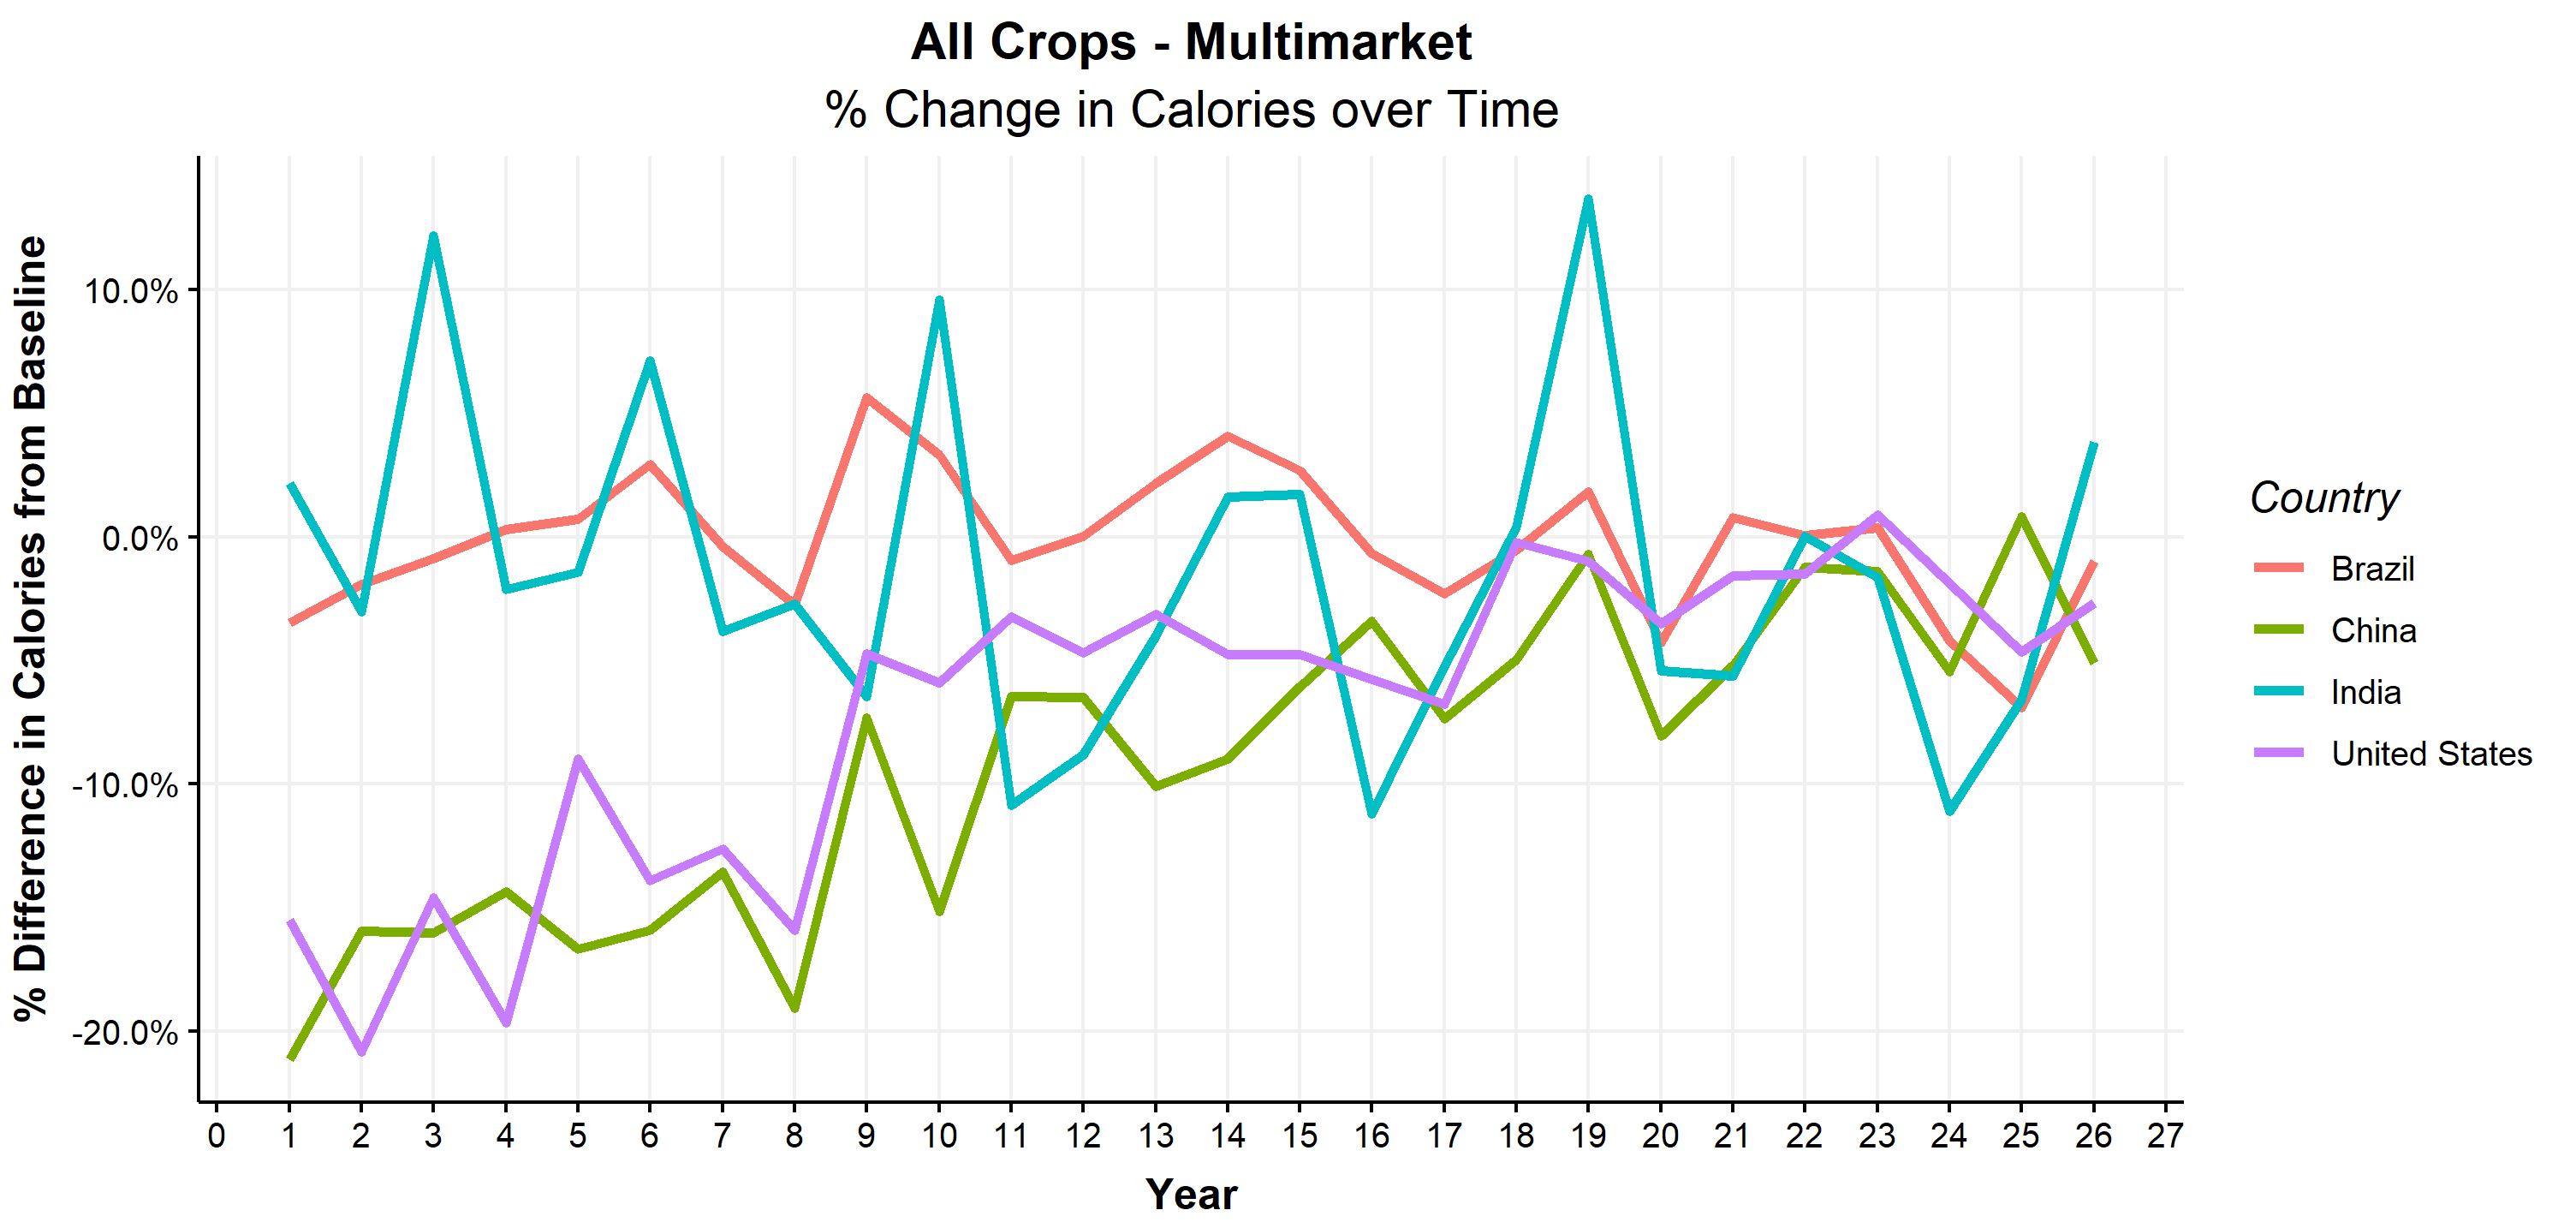 All Crops - Multimarket
% Change in Calories over Time
% Difference in Calories from Baseline
10.0%
0.0%
-10.0%
-20.0%
0 1 2 3 4 5 6 7 8 9 10 11 12 13 14 15 16 17 18 19 20 21 22 23 24 25 26 27
Year
Country
Brazil
China
India
United States